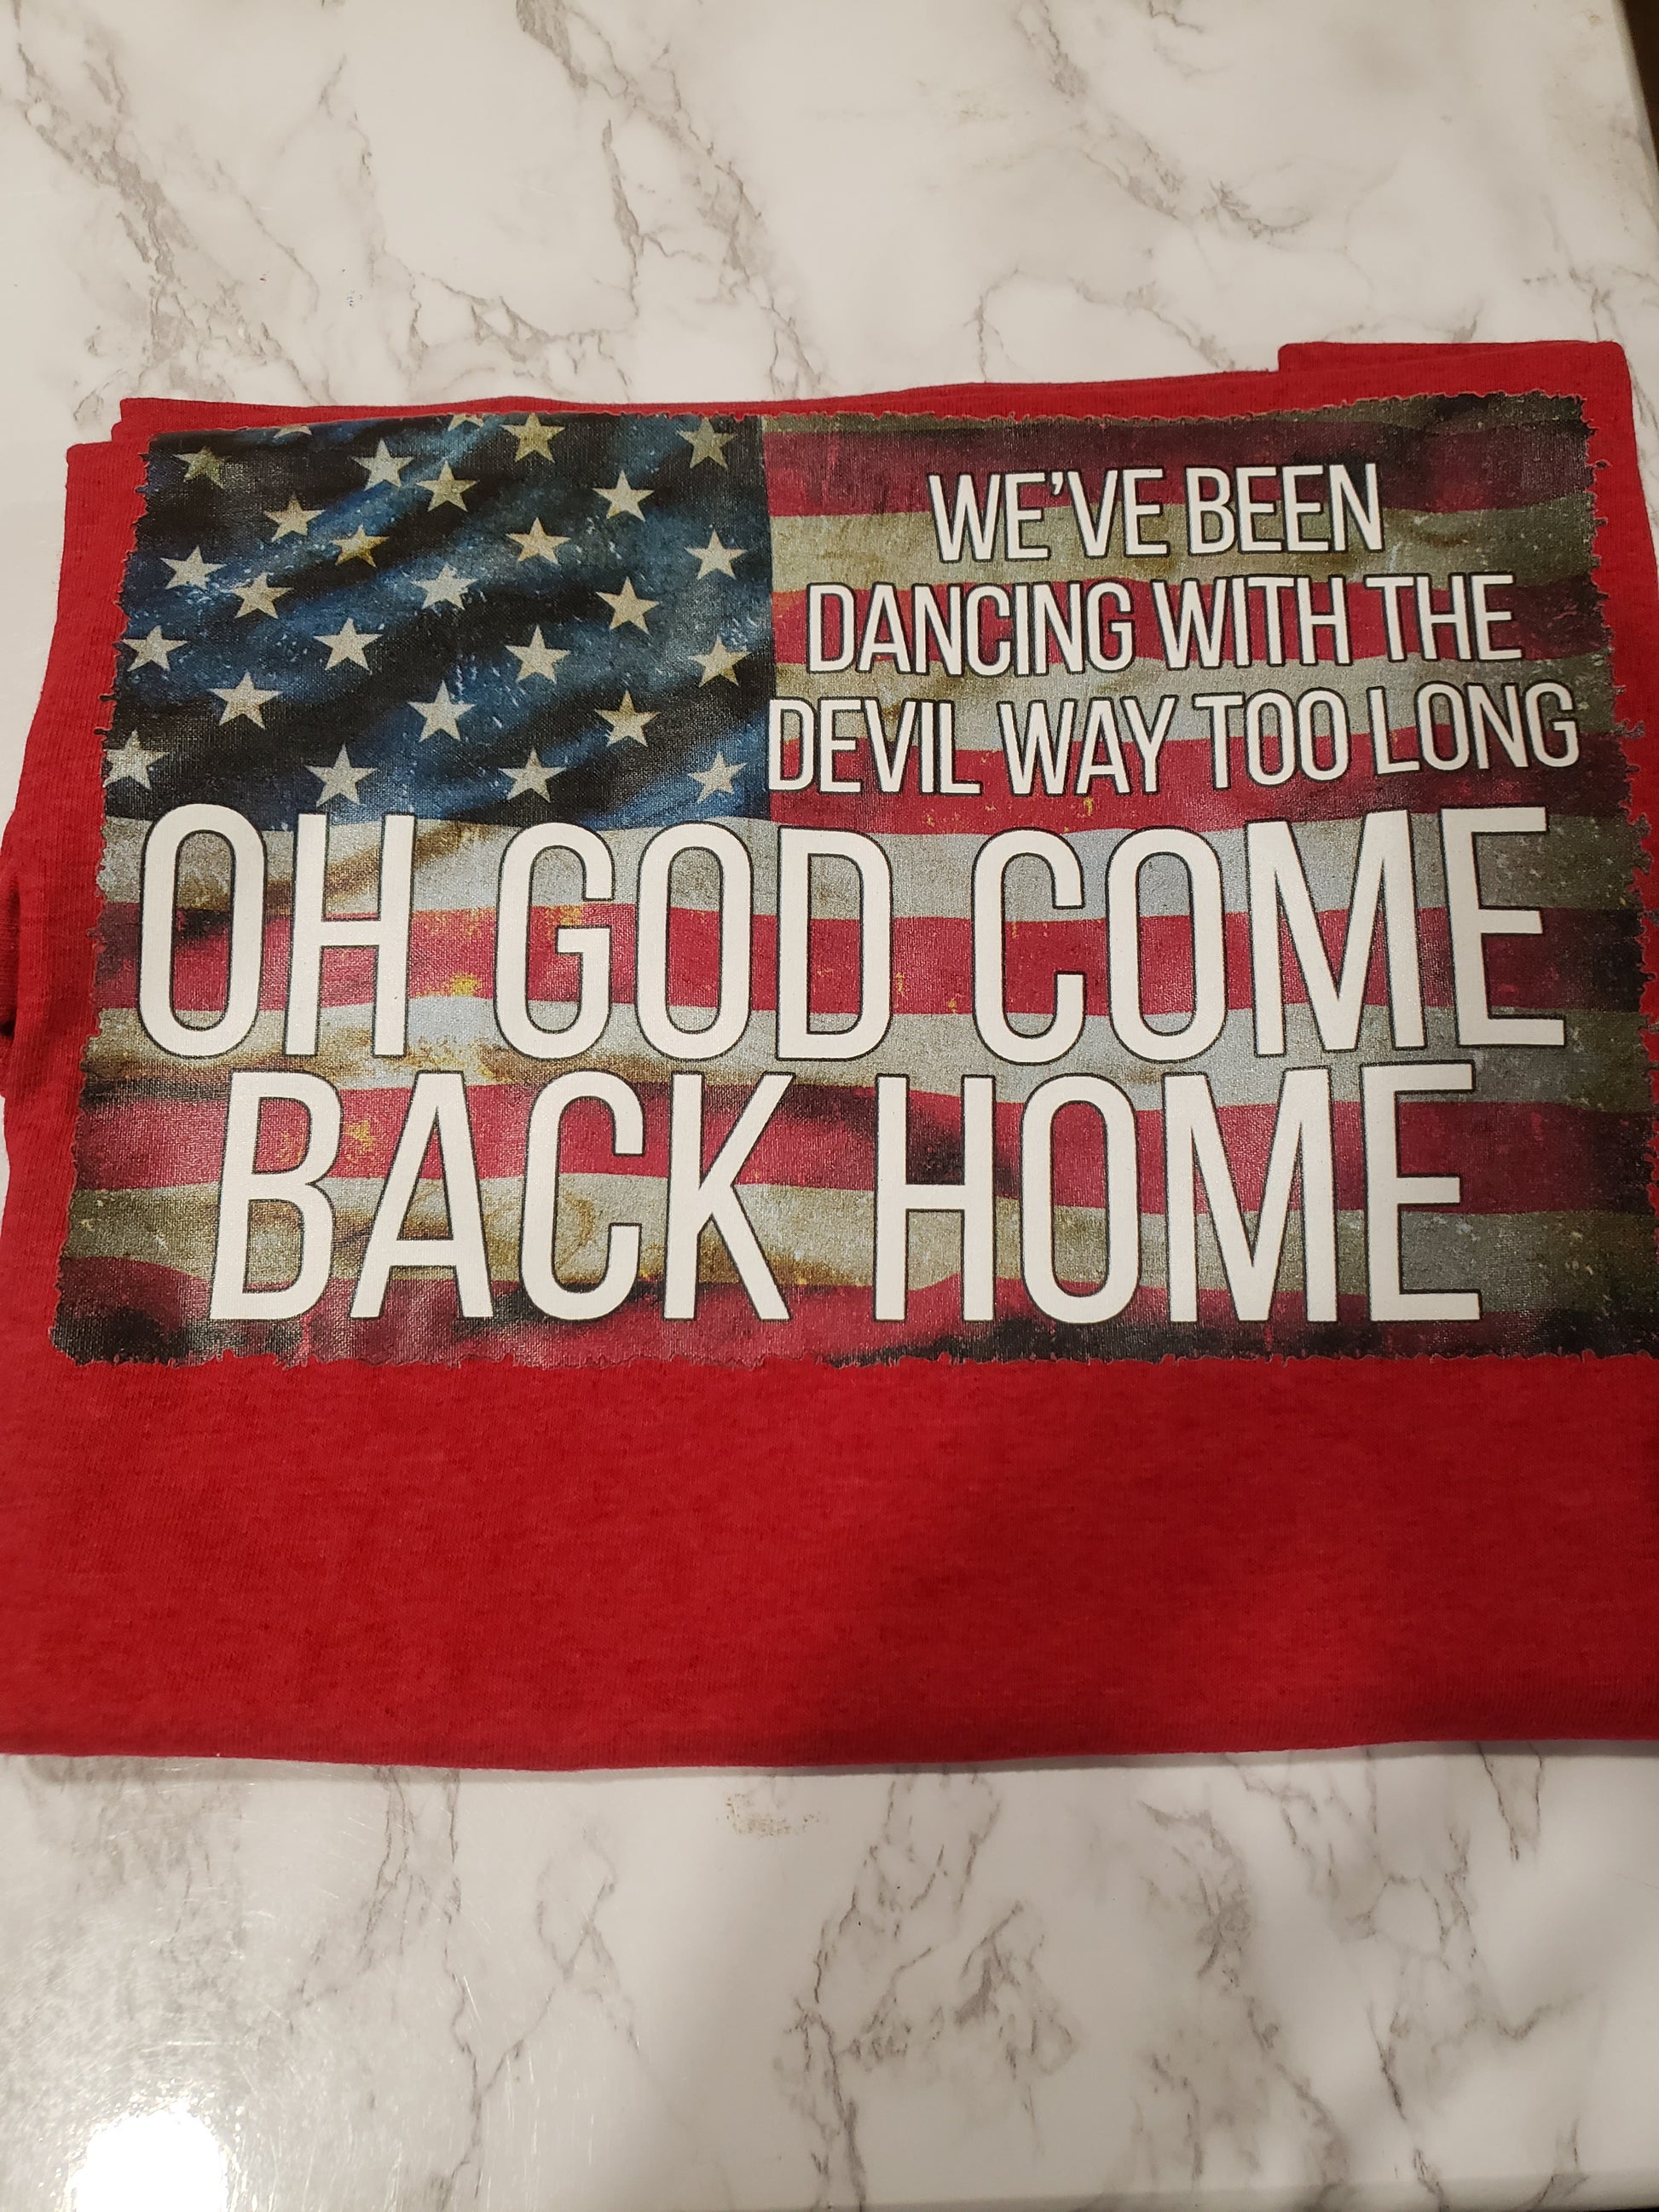 WE'VE BEEN
DANCING WITH THE
DEVIL WAY TOO LONG
OH GOD COME
BACK HOME